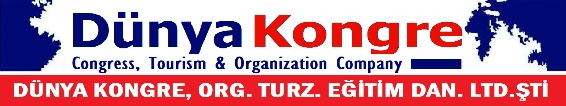 Dünya Kongre
Congress, Tourism & Organization Company
DÜNYA KONGRE, ORG. TURZ. EĞİTİM DAN. LTD.ŞTİ